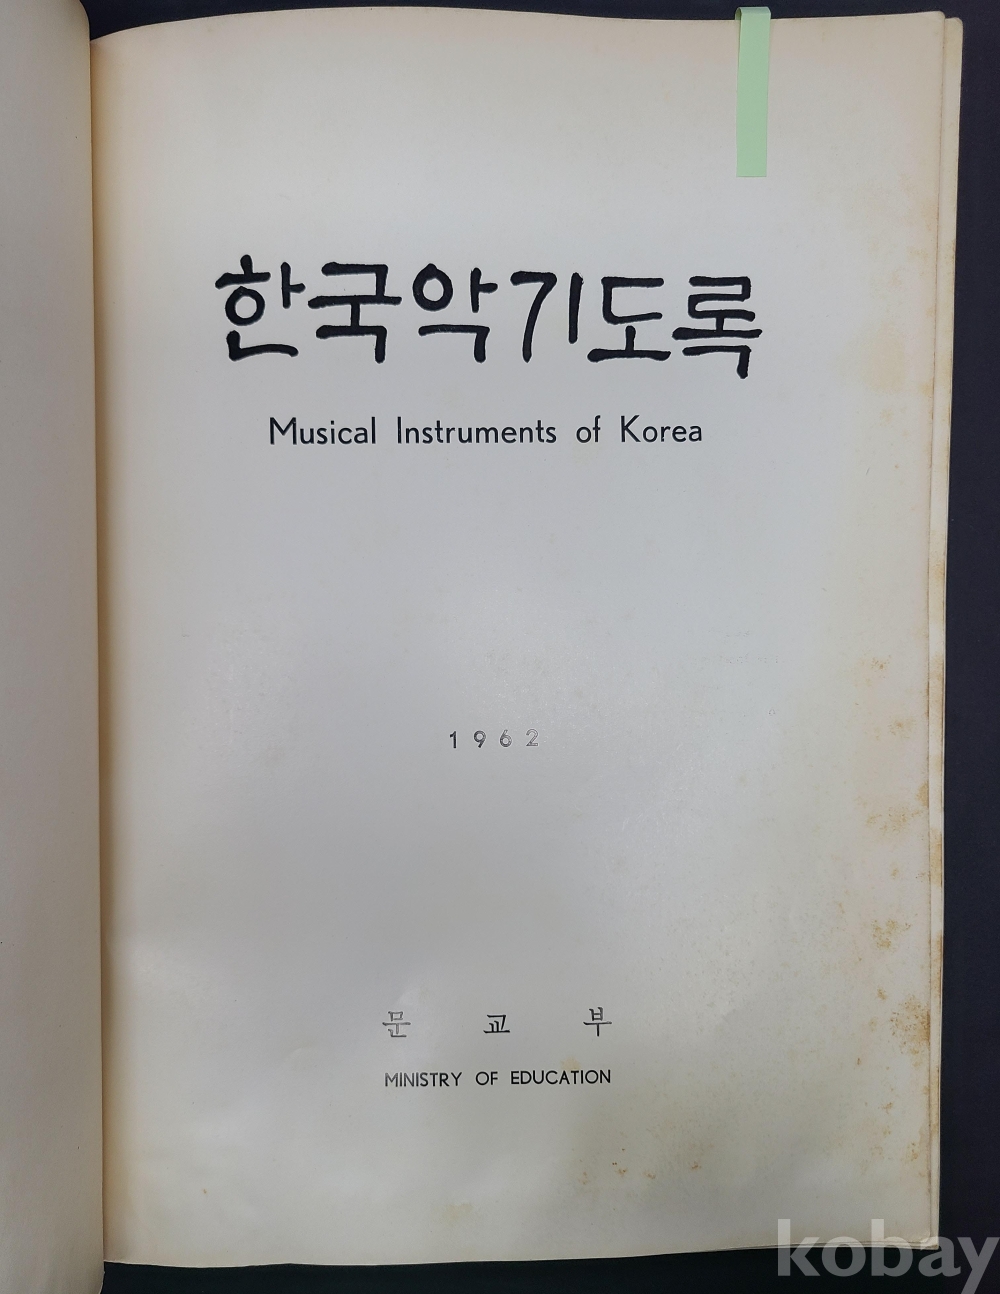 한국악기도록
Musical Instruments of Korea
1962
문 교 부
MINISTRY OF EDUCATION
kobay